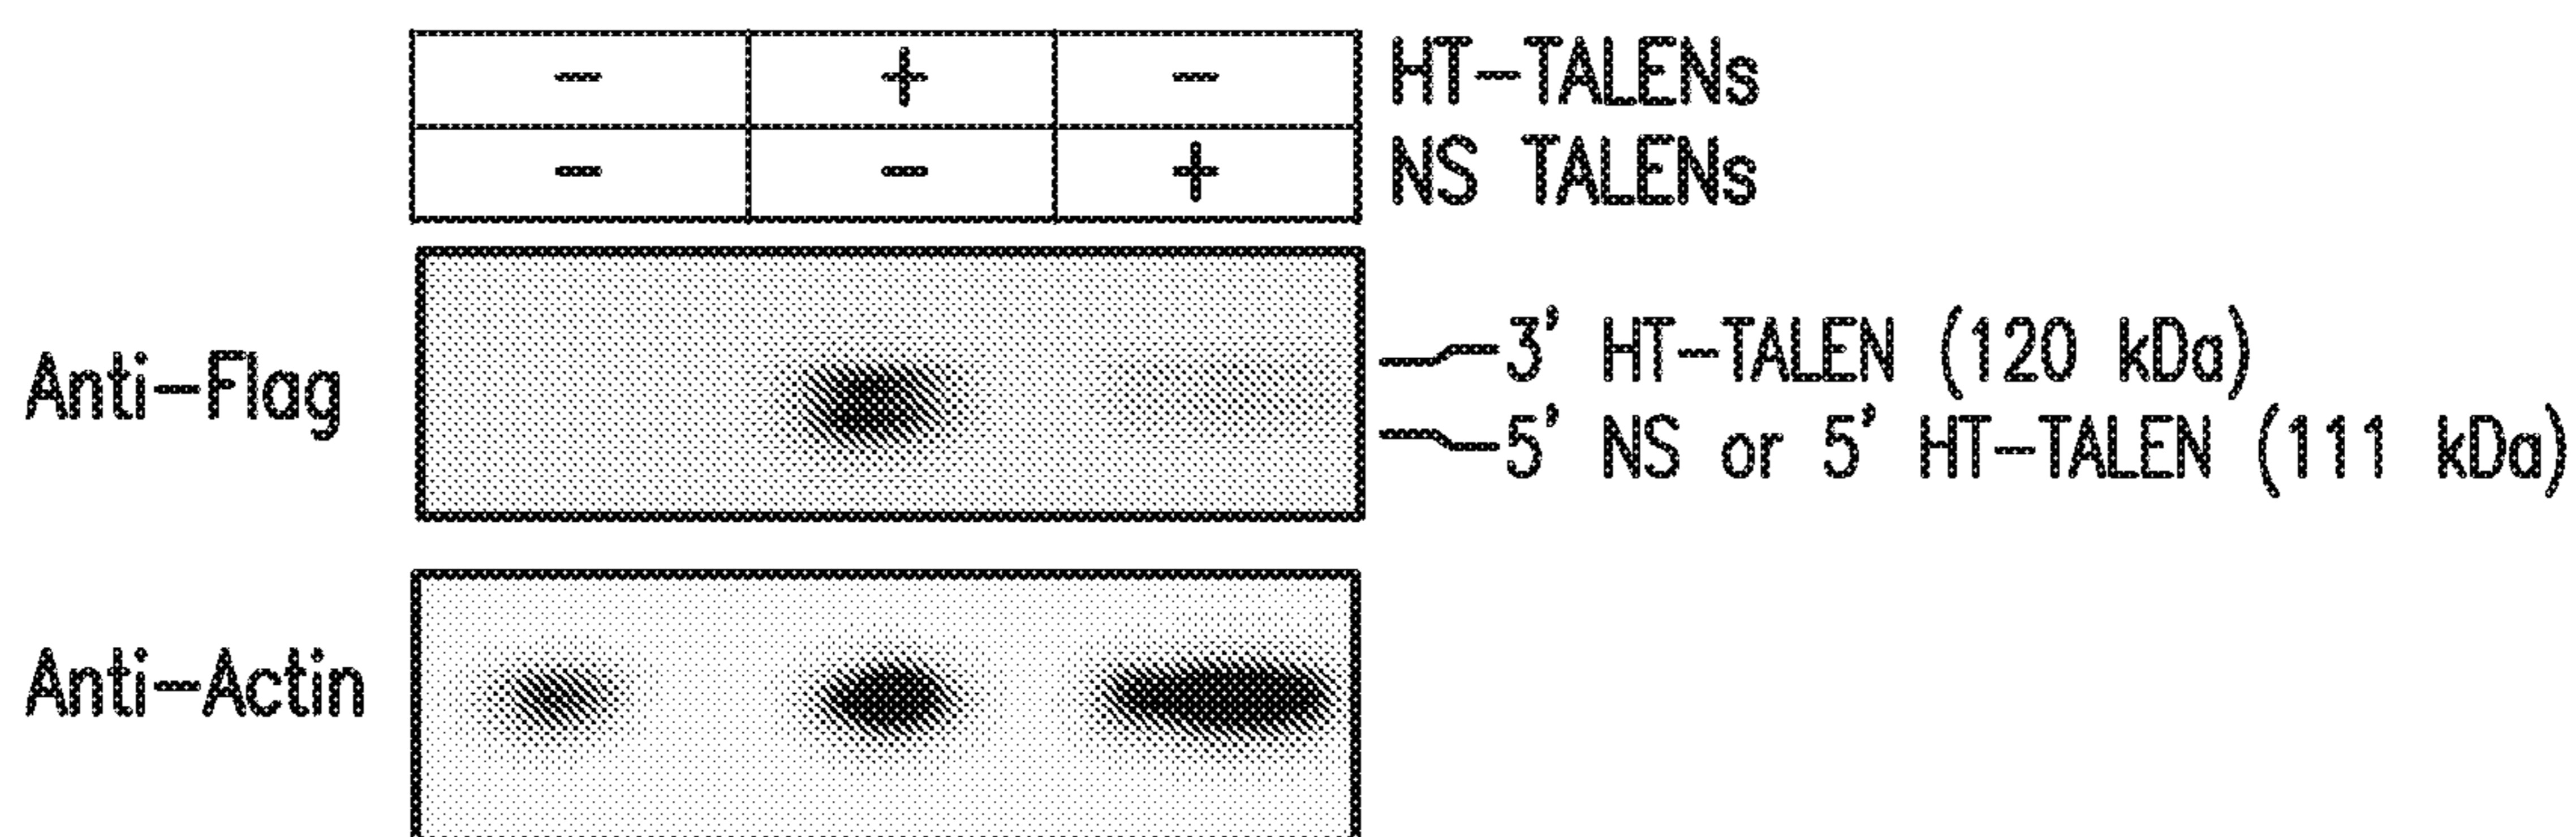 − + − HT−TALENs
− − + NS TALENs
Anti−Flag
3' HT−TALEN (120 kDa)
5' NS or 5' HT−TALEN (111 kDa)
Anti−Actin